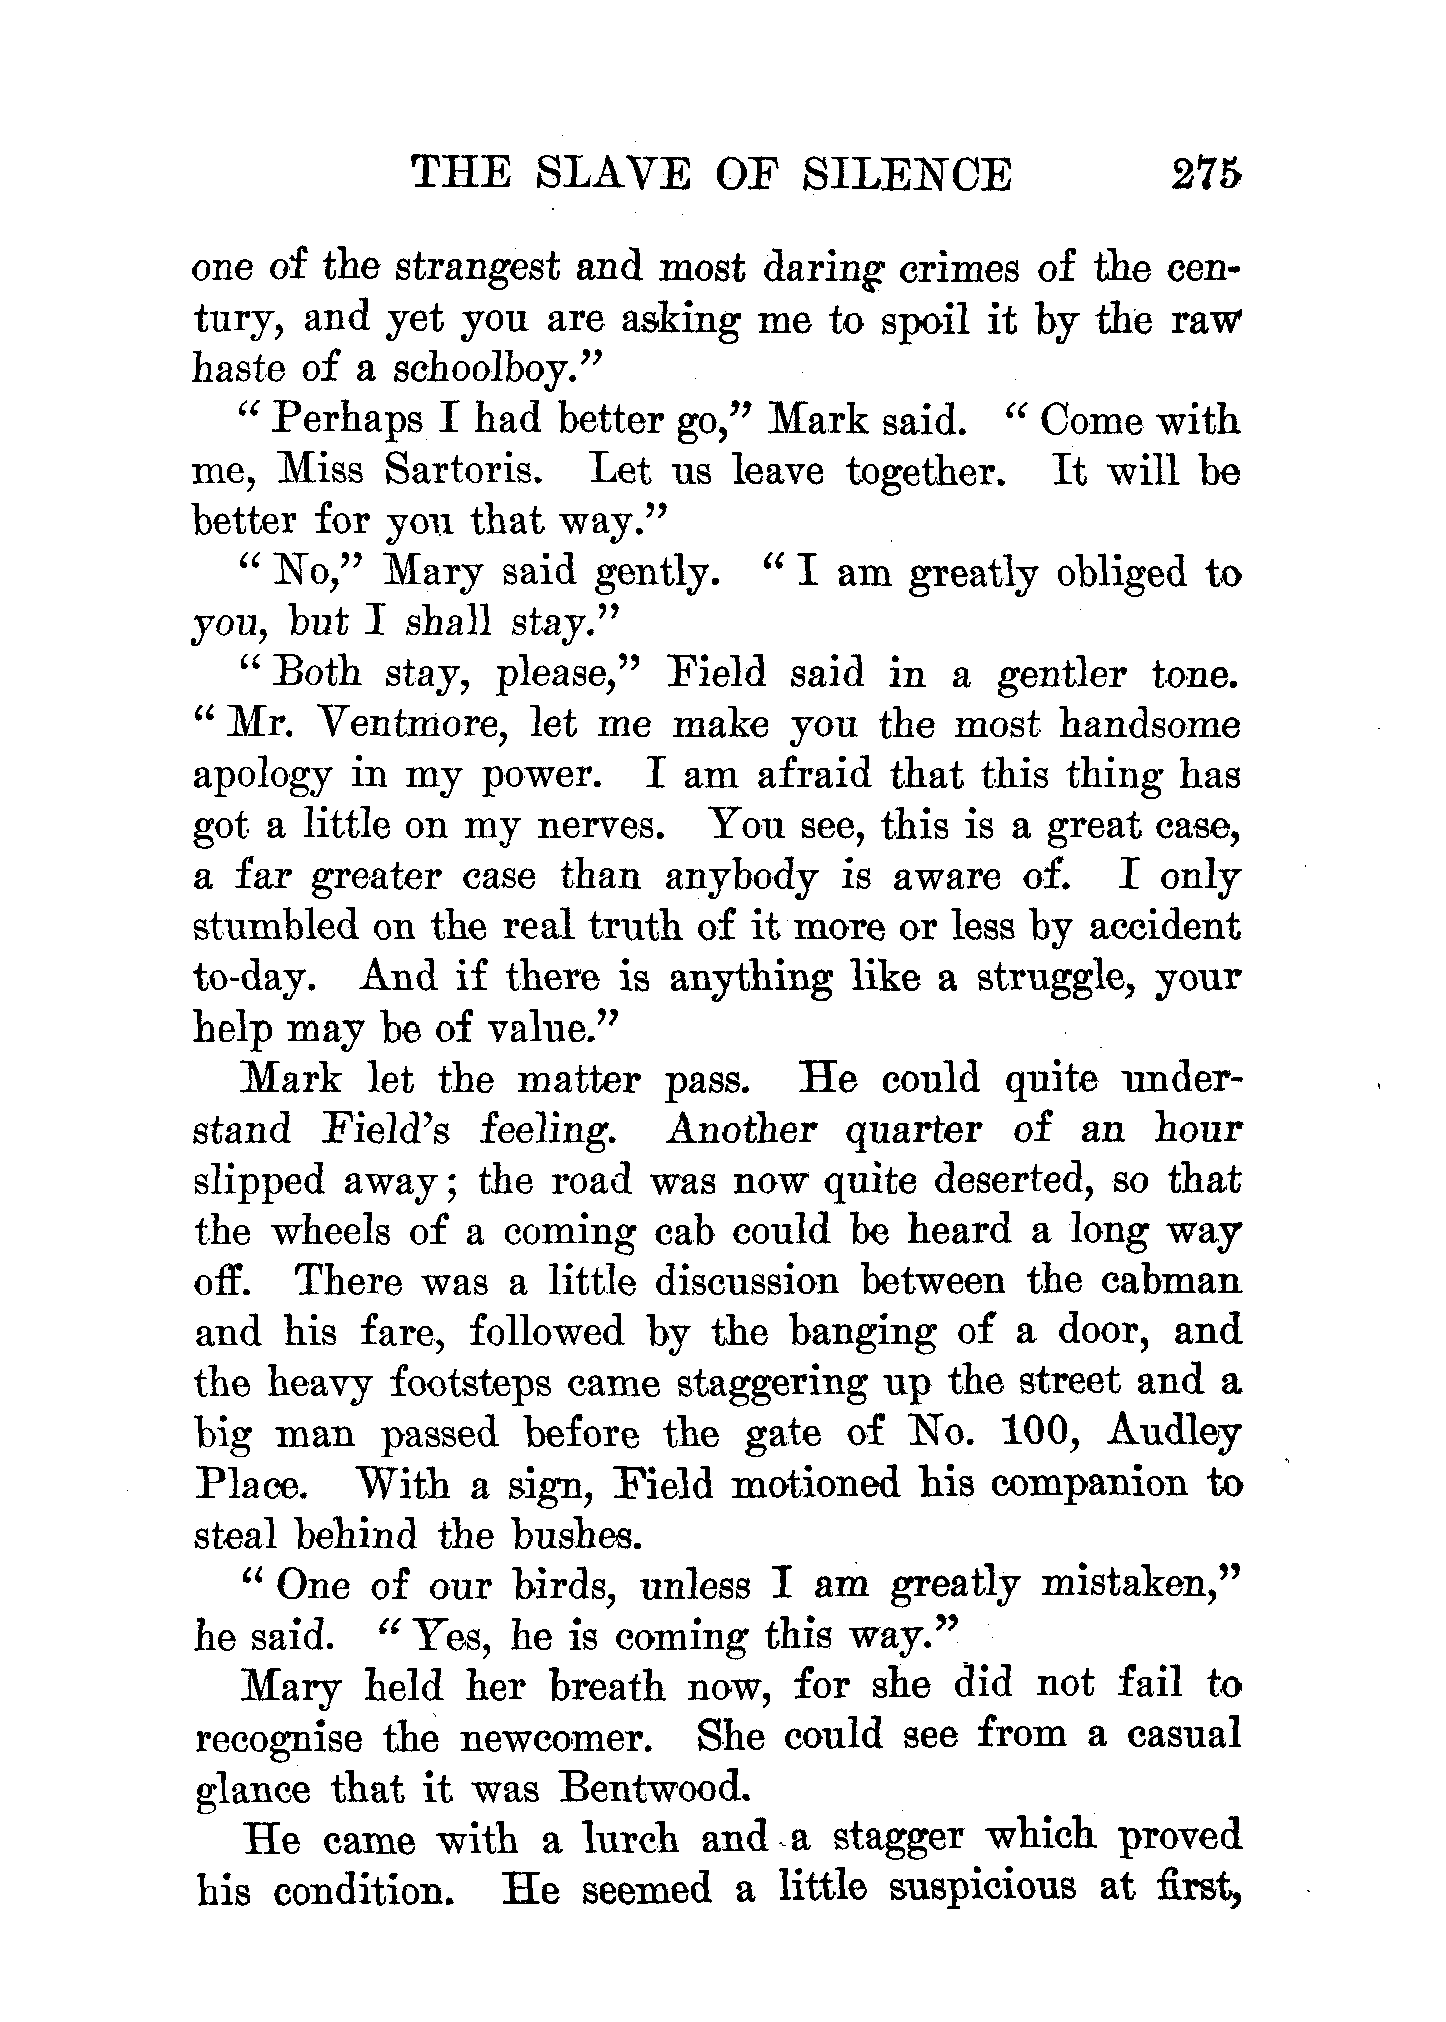 THE SLAVE OF SILENCE 275
one of the strangest and most daring crimes of the cen-
tury, and yet you are asking me to spoil it by the raw
haste of a schoolboy.”
“ Perhaps I had better go,” Mark said. “ Come with
me, Miss Sartoris. Let us leave together. It will be
better for you that way.”
“ No,” Mary said gently. “ I am greatly obliged to
you, but I shall stay.”
“ Both stay, please,” Field said in a gentler tone.
“ Mr. Ventmore, let me make you the most handsome
apology in my power. I am afraid that this thing has
got a little on my nerves. You see, this is a great case,
a far greater case than anybody is aware of. I only
stumbled on the real truth of it more or less by accident
to-day. And if there is anything like a struggle, your
help may be of value.”
Mark let the matter pass. He could quite under-
stand Field’s feeling. Another quarter of an hour
slipped away; the road was now quite deserted, so that
the wheels of a coming cab could be heard a long way
off. There was a little discussion between the cabman
and his fare, followed by the banging of a door, and
the heavy footsteps came staggering up the street and a
big man passed before the gate of No. 100, Audley
Place. With a sign, Field motioned his companion to
steal behind the bushes.
“ One of our birds, unless I am greatly mistaken,”
he said. “ Yes, he is coming this way.”
Mary held her breath now, for she did not fail to
recognise the newcomer. She could see from a casual
glance that it was Bentwood.
He came with a lurch and a stagger which proved
his condition. He seemed a little suspicious at first,